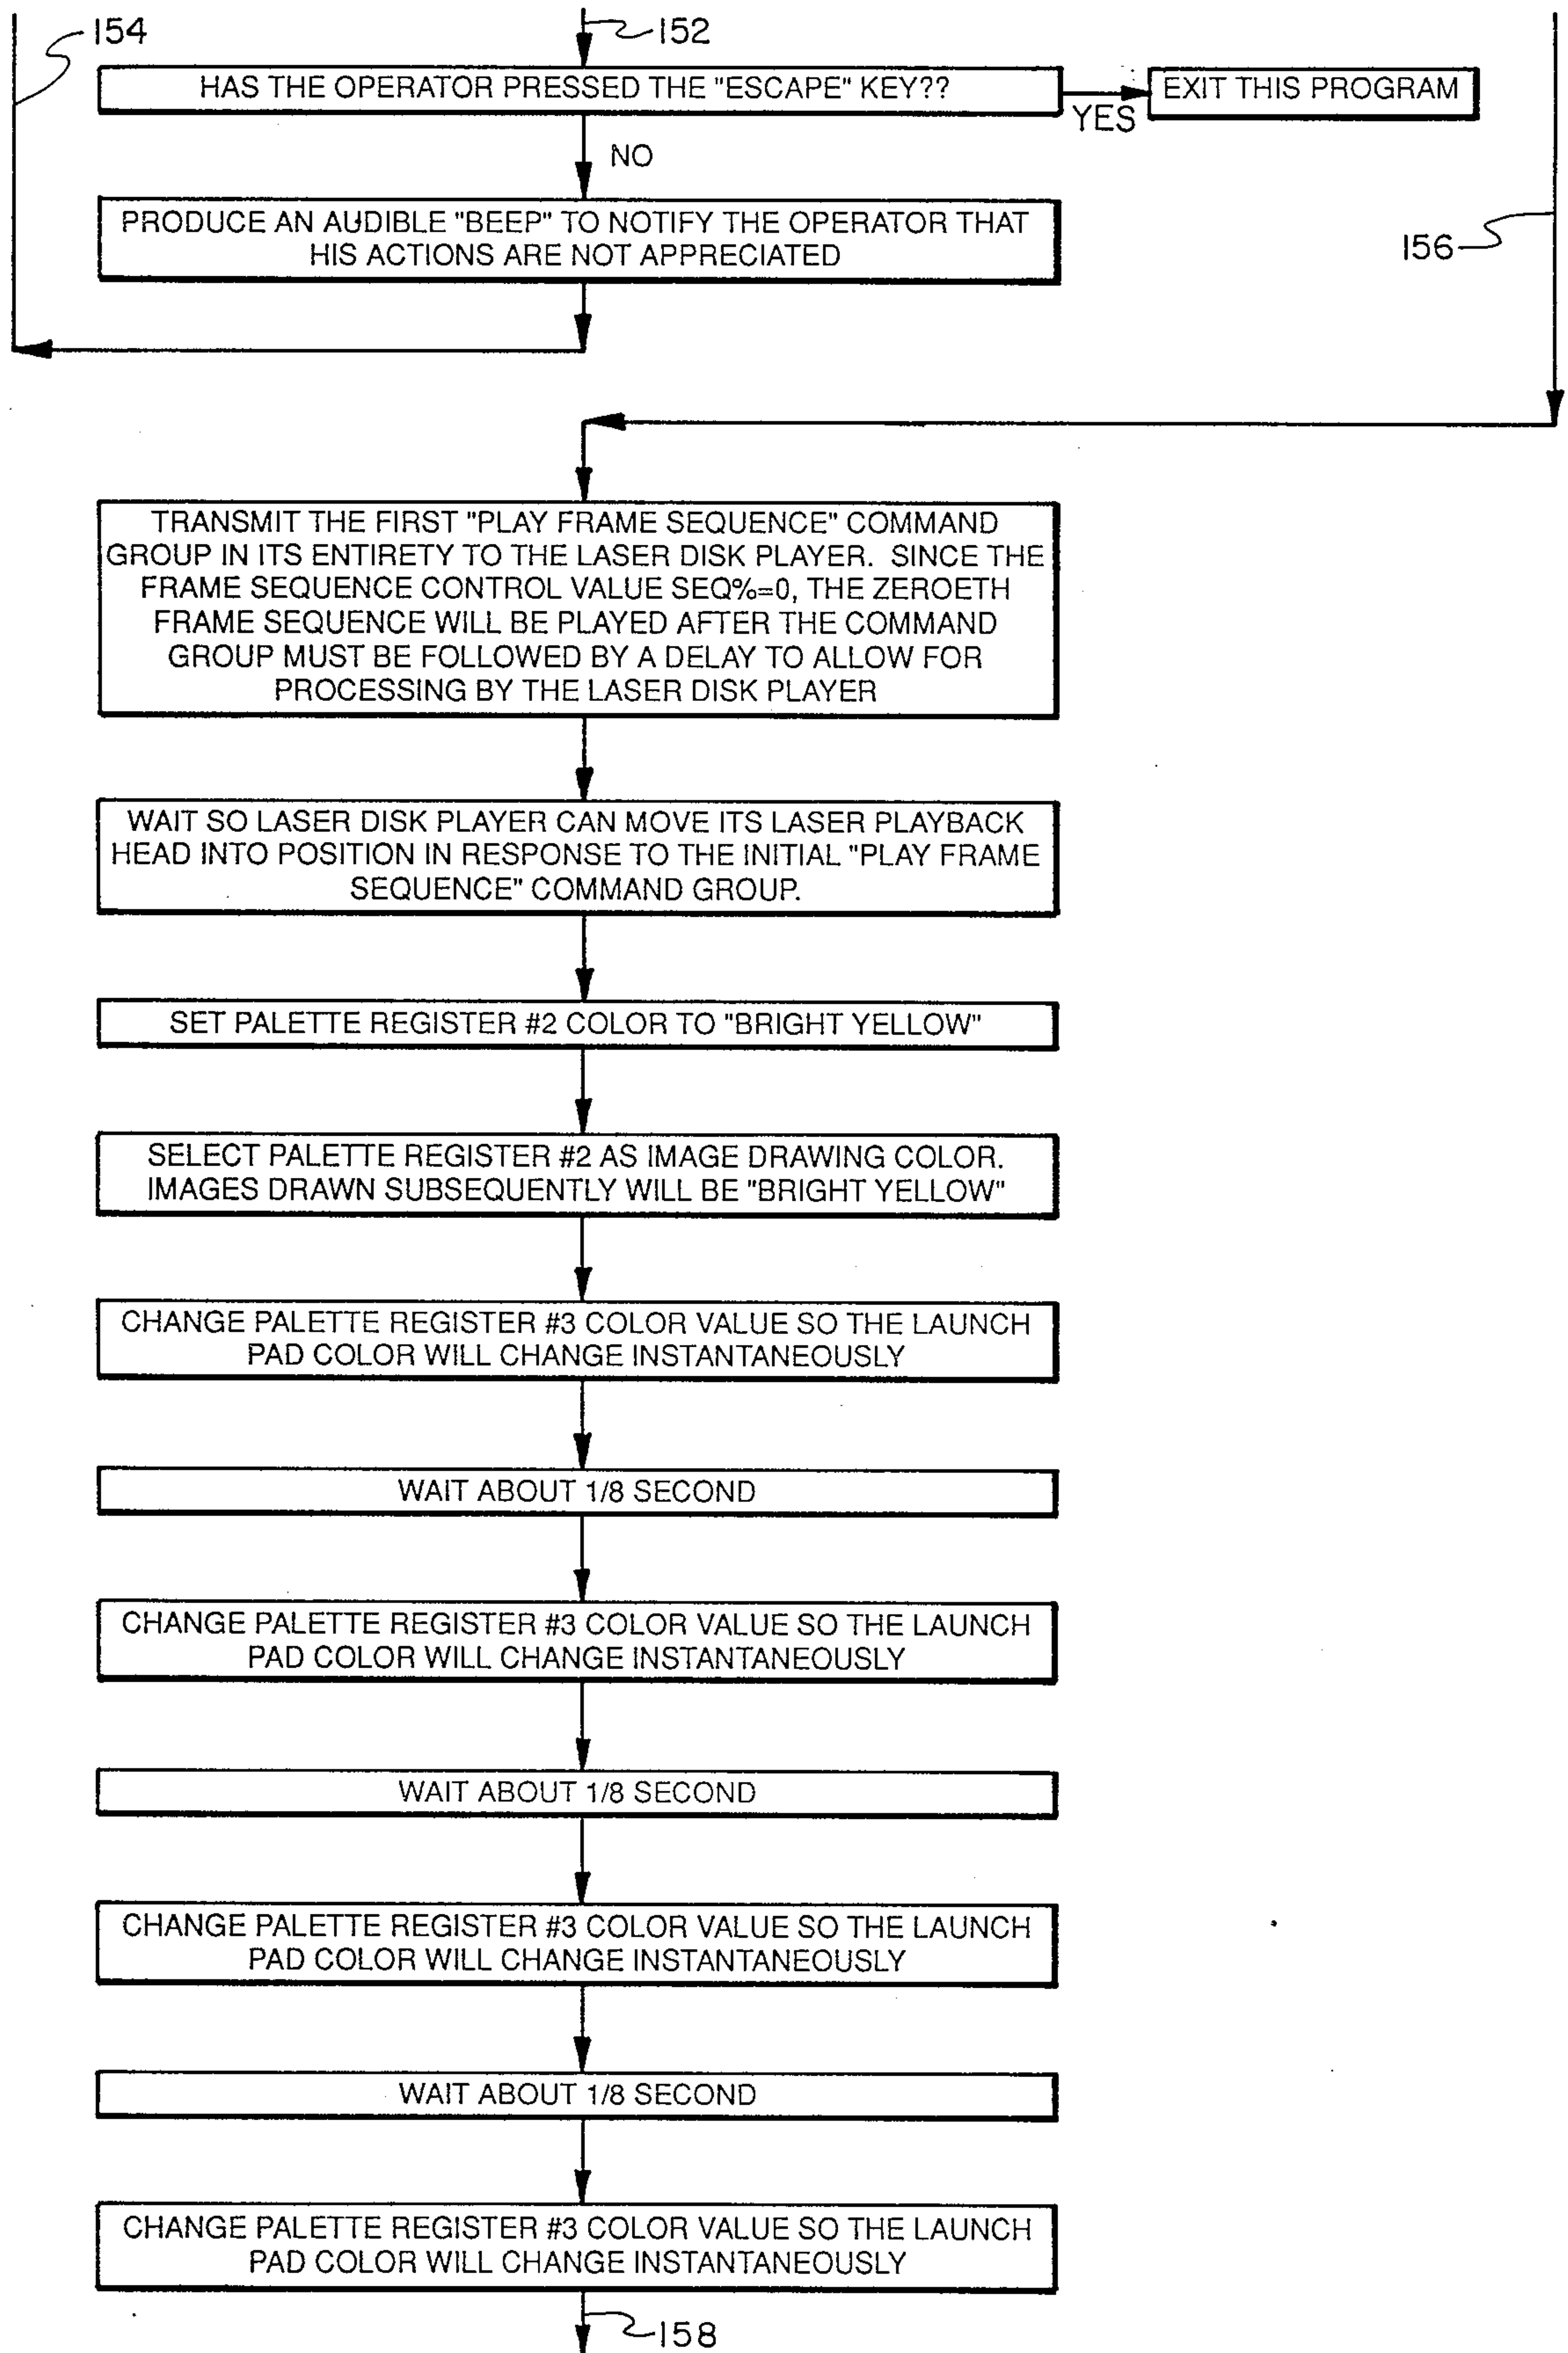 154
152
HAS THE OPERATOR PRESSED THE "ESCAPE" KEY??
EXIT THIS PROGRAM
YES
NO
PRODUCE AN AUDIBLE "BEEP" TO NOTIFY THE OPERATOR THAT
HIS ACTIONS ARE NOT APPRECIATED
156
TRANSMIT THE FIRST "PLAY FRAME SEQUENCE" COMMAND
GROUP IN ITS ENTIRETY TO THE LASER DISK PLAYER. SINCE THE
FRAME SEQUENCE CONTROL VALUE SEQ%=0, THE ZEROETH
FRAME SEQUENCE WILL BE PLAYED AFTER THE COMMAND
GROUP MUST BE FOLLOWED BY A DELAY TO ALLOW FOR
PROCESSING BY THE LASER DISK PLAYER
WAIT SO LASER DISK PLAYER CAN MOVE ITS LASER PLAYBACK
HEAD INTO POSITION IN RESPONSE TO THE INITIAL "PLAY FRAME
SEQUENCE" COMMAND GROUP.
SET PALETTE REGISTER #2 COLOR TO "BRIGHT YELLOW"
SELECT PALETTE REGISTER #2 AS IMAGE DRAWING COLOR.
IMAGES DRAWN SUBSEQUENTLY WILL BE "BRIGHT YELLOW"
CHANGE PALETTE REGISTER #3 COLOR VALUE SO THE LAUNCH
PAD COLOR WILL CHANGE INSTANTANEOUSLY
WAIT ABOUT 1/8 SECOND
CHANGE PALETTE REGISTER #3 COLOR VALUE SO THE LAUNCH
PAD COLOR WILL CHANGE INSTANTANEOUSLY
WAIT ABOUT 1/8 SECOND
CHANGE PALETTE REGISTER #3 COLOR VALUE SO THE LAUNCH
PAD COLOR WILL CHANGE INSTANTANEOUSLY
WAIT ABOUT 1/8 SECOND
CHANGE PALETTE REGISTER #3 COLOR VALUE SO THE LAUNCH
PAD COLOR WILL CHANGE INSTANTANEOUSLY
158